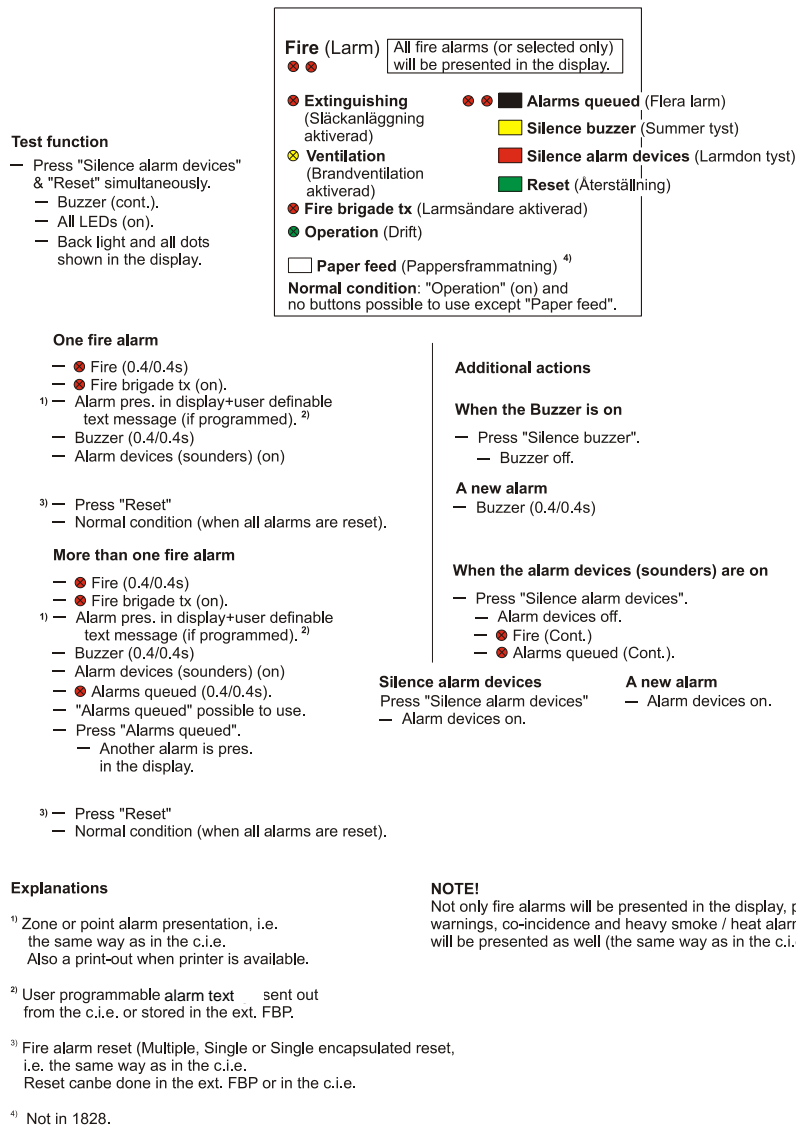 Fire (Larm)
All fire alarms (or selected only)
will be presented in the display.
Extinguishing
(Släckanläggning
aktiverad)
Ventilation
(Brandventilation
aktiverad)
Fire brigade tx (Larmsändare aktiverad)
Operation (Drift)
Alarms queued (Flera larm)
Silence buzzer (Summer tyst)
Silence alarm devices (Larmdon tyst)
Reset (Återställning)
Paper feed (Pappersframmatning) 4)
Normal condition: "Operation" (on) and
no buttons possible to use except "Paper feed".
Test function
— Press "Silence alarm devices"
& "Reset" simultaneously.
— Buzzer (cont.).
— All LEDs (on).
— Back light and all dots
shown in the display.
One fire alarm
— Fire (0.4/0.4s)
— Fire brigade tx (on).
1) — Alarm pres. in display+user definable
text message (if programmed). 2)
— Buzzer (0.4/0.4s)
— Alarm devices (sounders) (on)
3) — Press "Reset"
— Normal condition (when all alarms are reset).
More than one fire alarm
— Fire (0.4/0.4s)
— Fire brigade tx (on).
1) — Alarm pres. in display+user definable
text message (if programmed). 2)
— Buzzer (0.4/0.4s)
— Alarm devices (sounders) (on)
— Alarms queued (0.4/0.4s).
— "Alarms queued" possible to use.
— Press "Alarms queued".
— Another alarm is pres.
in the display.
3) — Press "Reset"
— Normal condition (when all alarms are reset).
Additional actions
When the Buzzer is on
— Press "Silence buzzer".
— Buzzer off.
A new alarm
— Buzzer (0.4/0.4s)
When the alarm devices (sounders) are on
— Press "Silence alarm devices".
— Alarm devices off.
— Fire (Cont.)
— Alarms queued (Cont.).
Silence alarm devices
Press "Silence alarm devices"
— Alarm devices on.
A new alarm
— Alarm devices on.
Explanations
1) Zone or point alarm presentation, i.e.
the same way as in the c.i.e.
Also a print-out when printer is available.
2) User programmable alarm text sent out
from the c.i.e. or stored in the ext. FBP.
3) Fire alarm reset (Multiple, Single or Single encapsulated reset,
i.e. the same way as in the c.i.e.
Reset canbe done in the ext. FBP or in the c.i.e.
4) Not in 1828.
NOTE!
Not only fire alarms will be presented in the display,
warnings, co-incidence and heavy smoke / heat
will be presented as well (the same way as in the